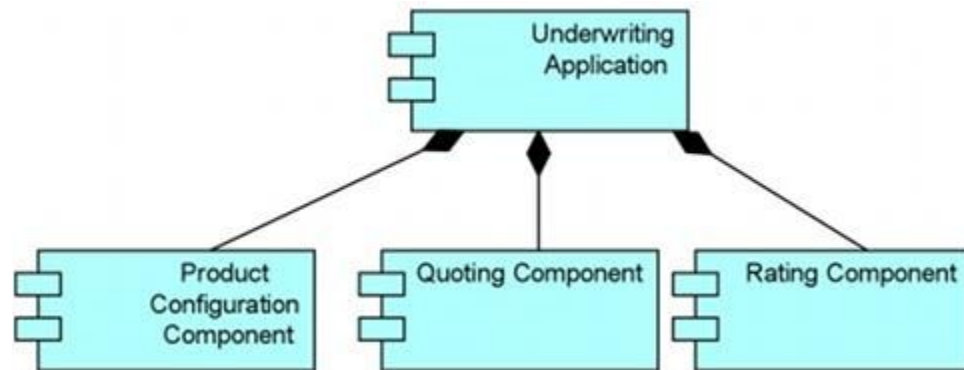 Underwriting
Application
Product
Configuration
Component
Quoting Component
Rating Component